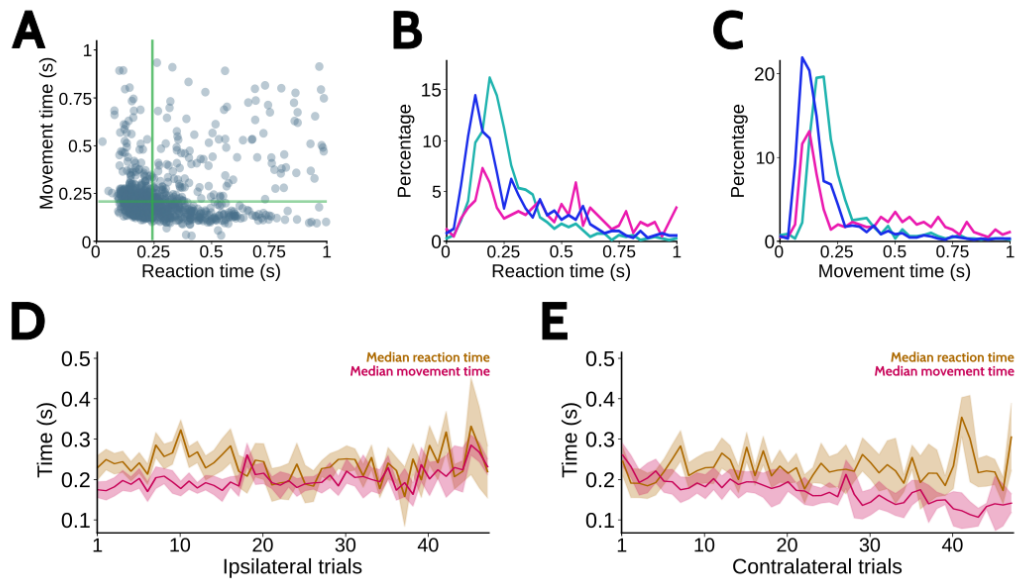 A
Movement time (s)
1
0.75
0.5
0.25
0
0 0.25 0.5 0.75 1
Reaction time (s)
B
Percentage
15
10
5
0
0 0.25 0.5 0.75 1
Reaction time (s)
C
Percentage
20
10
0
0 0.25 0.5 0.75 1
Movement time (s)
D
Median reaction time
Median movement time
Time (s)
0.5
0.4
0.3
0.2
0.1
1 10 20 30 40
Ipsilateral trials
E
Median reaction time
Median movement time
Time (s)
0.5
0.4
0.3
0.2
0.1
1 10 20 30 40
Contralateral trials